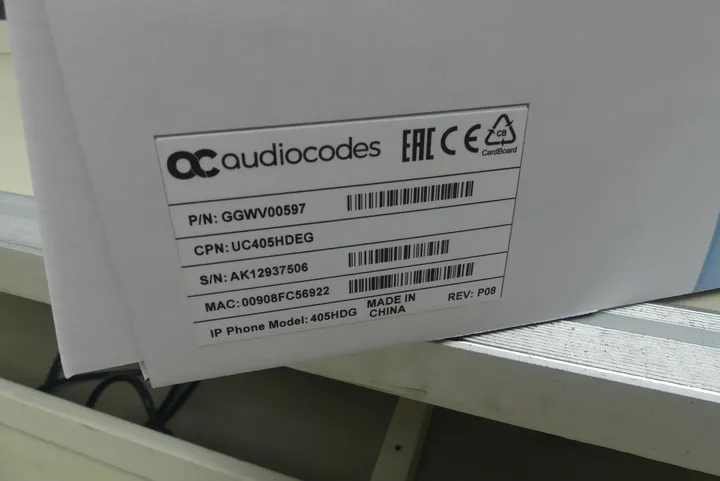 audiocodes EAC CE CB
CardBoard
P/N: GGWV00597
CPN: UC405HDEG
S/N: AK12937506
MAC: 00908FC56922
IP Phone Model: 405HDG MADE IN CHINA REV: P08